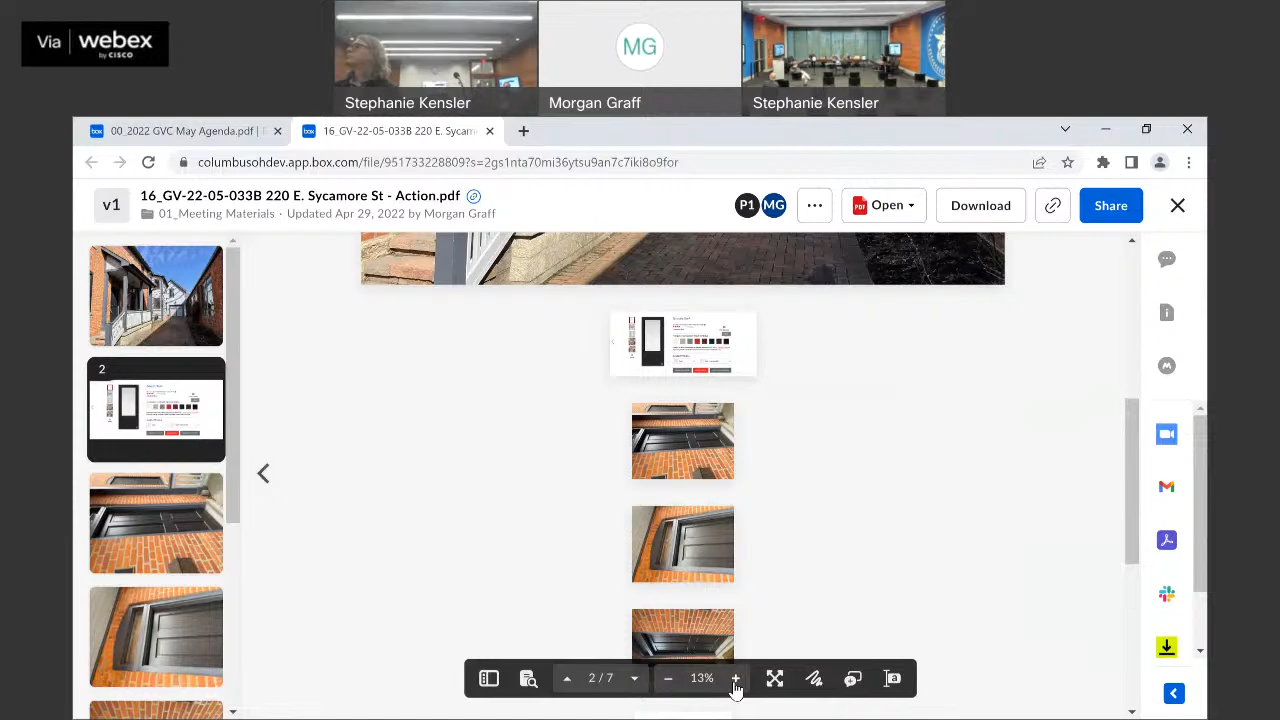 Via webex
by CISCO
MG
Stephanie Kensler
Morgan Graff
Stephanie Kensler
box 00_2022 GVC May Agenda.pdf |
box 16_GV-22-05-033B 220 E. Sycam
columbusohdev.app.box.com/file/951733228809?s=2gs1nta70mi36ytsu9an7c7iki8o9for
v1
16_GV-22-05-033B 220 E. Sycamore St - Action.pdf
01_Meeting Materials · Updated Apr 29, 2022 by Morgan Graff
P1 MG
PDF Open
Download
Share
2
2 / 7
13%